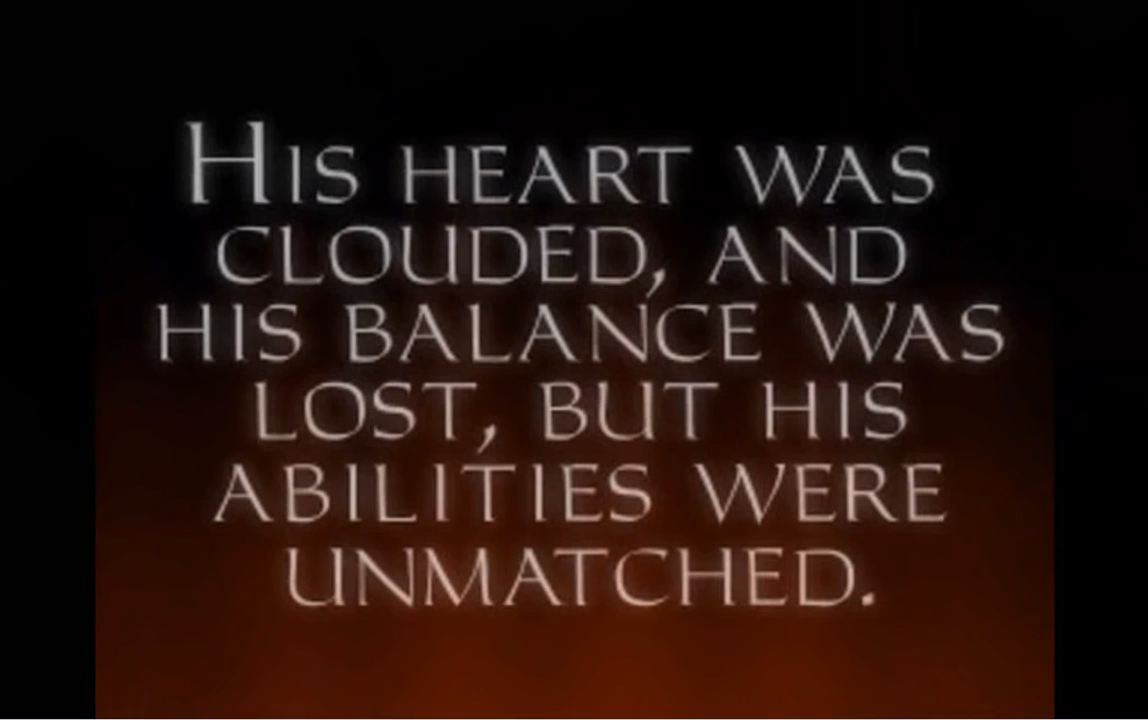 His heart was
clouded, and
his balance was
lost, but his
abilities were
unmatched.